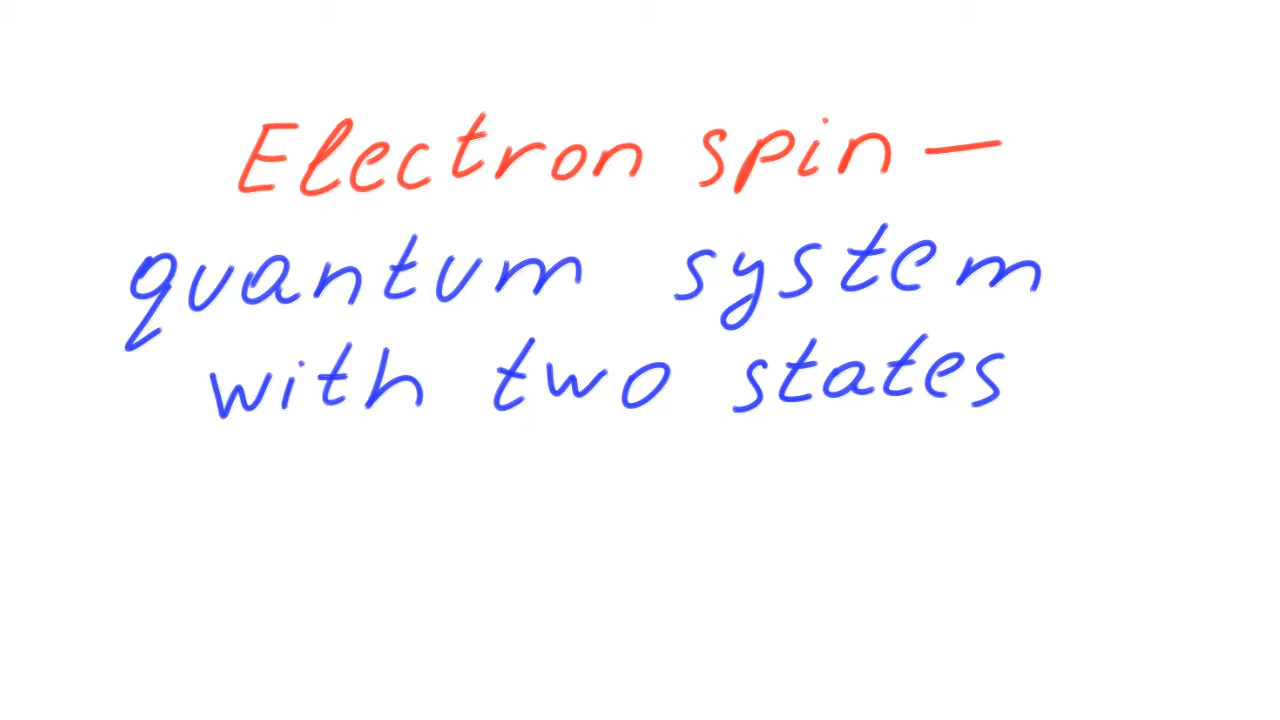 Electron spin —
quantum system
with two states